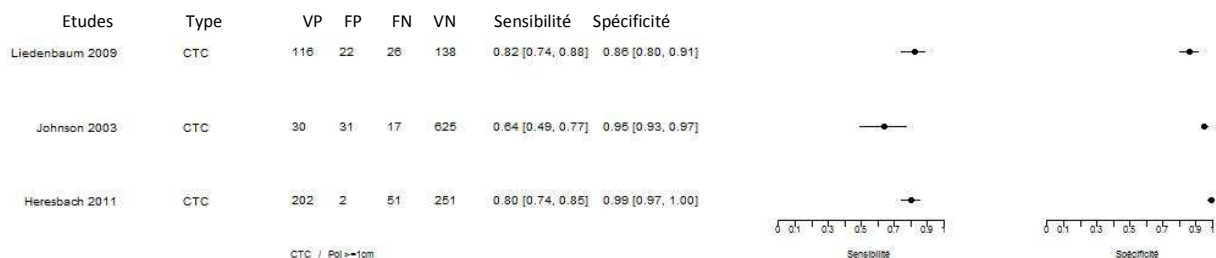 Etudes Type VP FP FN VN Sensibilité Spécificité
Liedenbaum 2009 CTC 116 22 26 138 0.82 [0.74, 0.88] 0.86 [0.80, 0.91]
Johnson 2003 CTC 30 31 17 625 0.64 [0.49, 0.77] 0.95 [0.93, 0.97]
Heresbach 2011 CTC 202 2 51 251 0.80 [0.74, 0.85] 0.99 [0.97, 1.00]
0 0.1 0.3 0.5 0.7 0.9 1 0 0.1 0.3 0.5 0.7 0.9 1
CTC / Pol >=1cm Sensibilité Spécificité